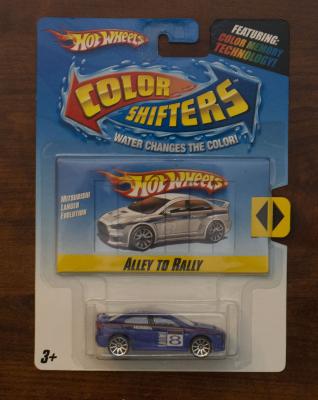 HOT WHEELS
FEATURING:
COLOR MEMORY
TECHNOLOGY!
COLOR
SHIFTERS™
WATER CHANGES THE COLOR!
HOT WHEELS
MITSUBISHI
LANCER
EVOLUTION
ALLEY TO RALLY
8
3+